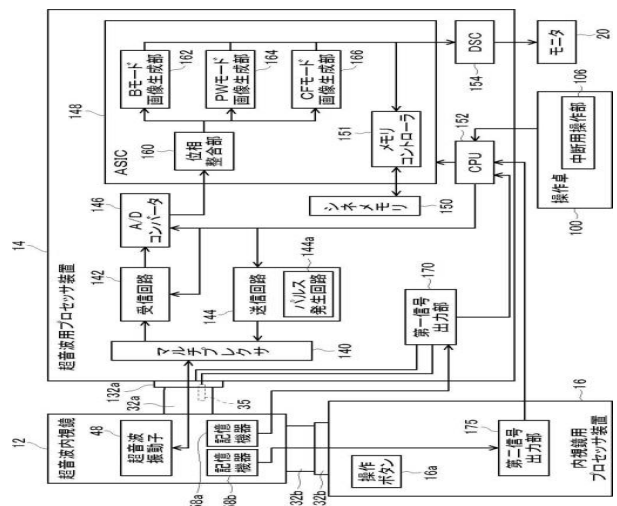 14
超音波用プロセッサ装置
148
Bモード
画像生成部
162
PWモード
画像生成部
164
CFモード
画像生成部
166
位相
整合部
160
ASIC
メモリ
コントローラ
151
シネメモリ
150
DSC
154
モニタ
20
CPU
152
中断用操作部
106
操作卓
100
A/D
コンバータ
146
受信回路
142
送信回路
144
パルス
発生回路
144a
マルチプレクサ
140
第一信号
出力部
170
12
超音波内視鏡
超音波
振動子
48
132a
32a
35
記憶
機器
58a
記憶
機器
58b
32b
32b
16
内視鏡用
プロセッサ装置
操作
ボタン
16a
第二信号
出力部
175